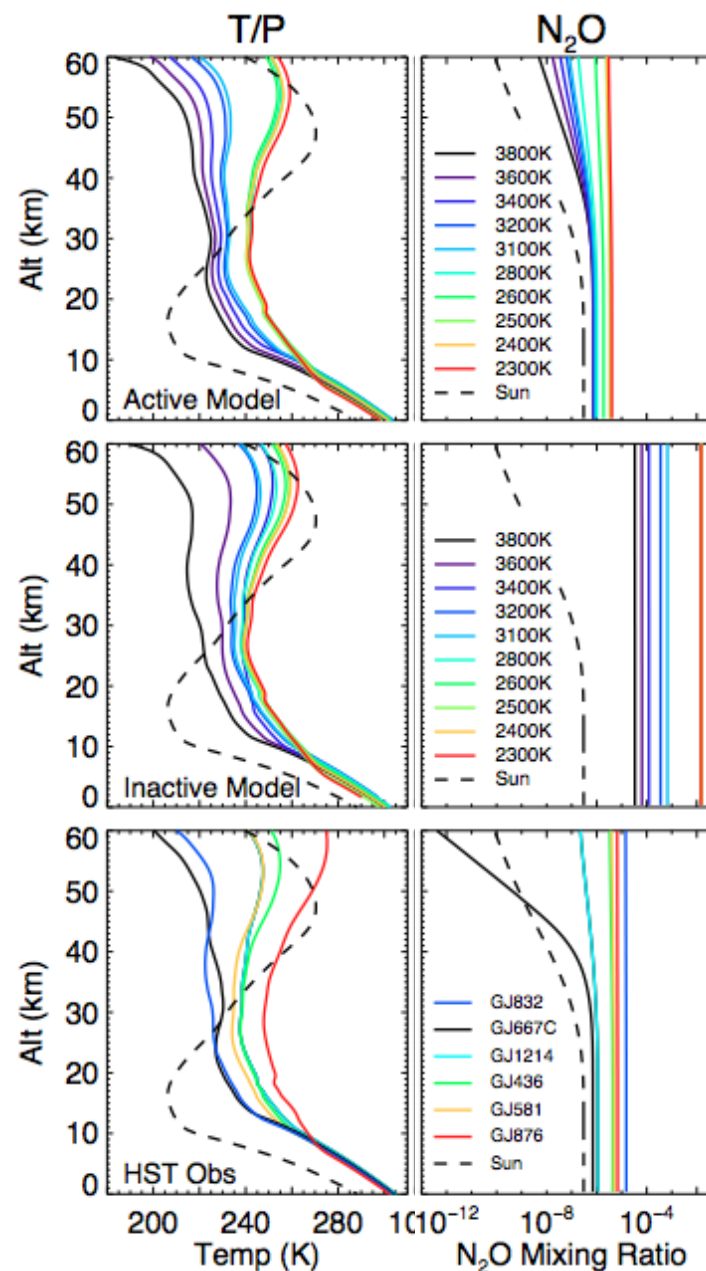 T/P
N₂O
60
50
40
30
20
10
0
Alt (km)
Active Model
3800K
3600K
3400K
3200K
3100K
2800K
2600K
2500K
2400K
2300K
Sun
60
50
40
30
20
10
0
Alt (km)
Inactive Model
3800K
3600K
3400K
3200K
3100K
2800K
2600K
2500K
2400K
2300K
Sun
60
50
40
30
20
10
0
Alt (km)
HST Obs
GJ832
GJ667C
GJ1214
GJ436
GJ581
GJ876
Sun
200 240 280 10⁻¹² 10⁻⁸ 10⁻⁴
Temp (K) N₂O Mixing Ratio